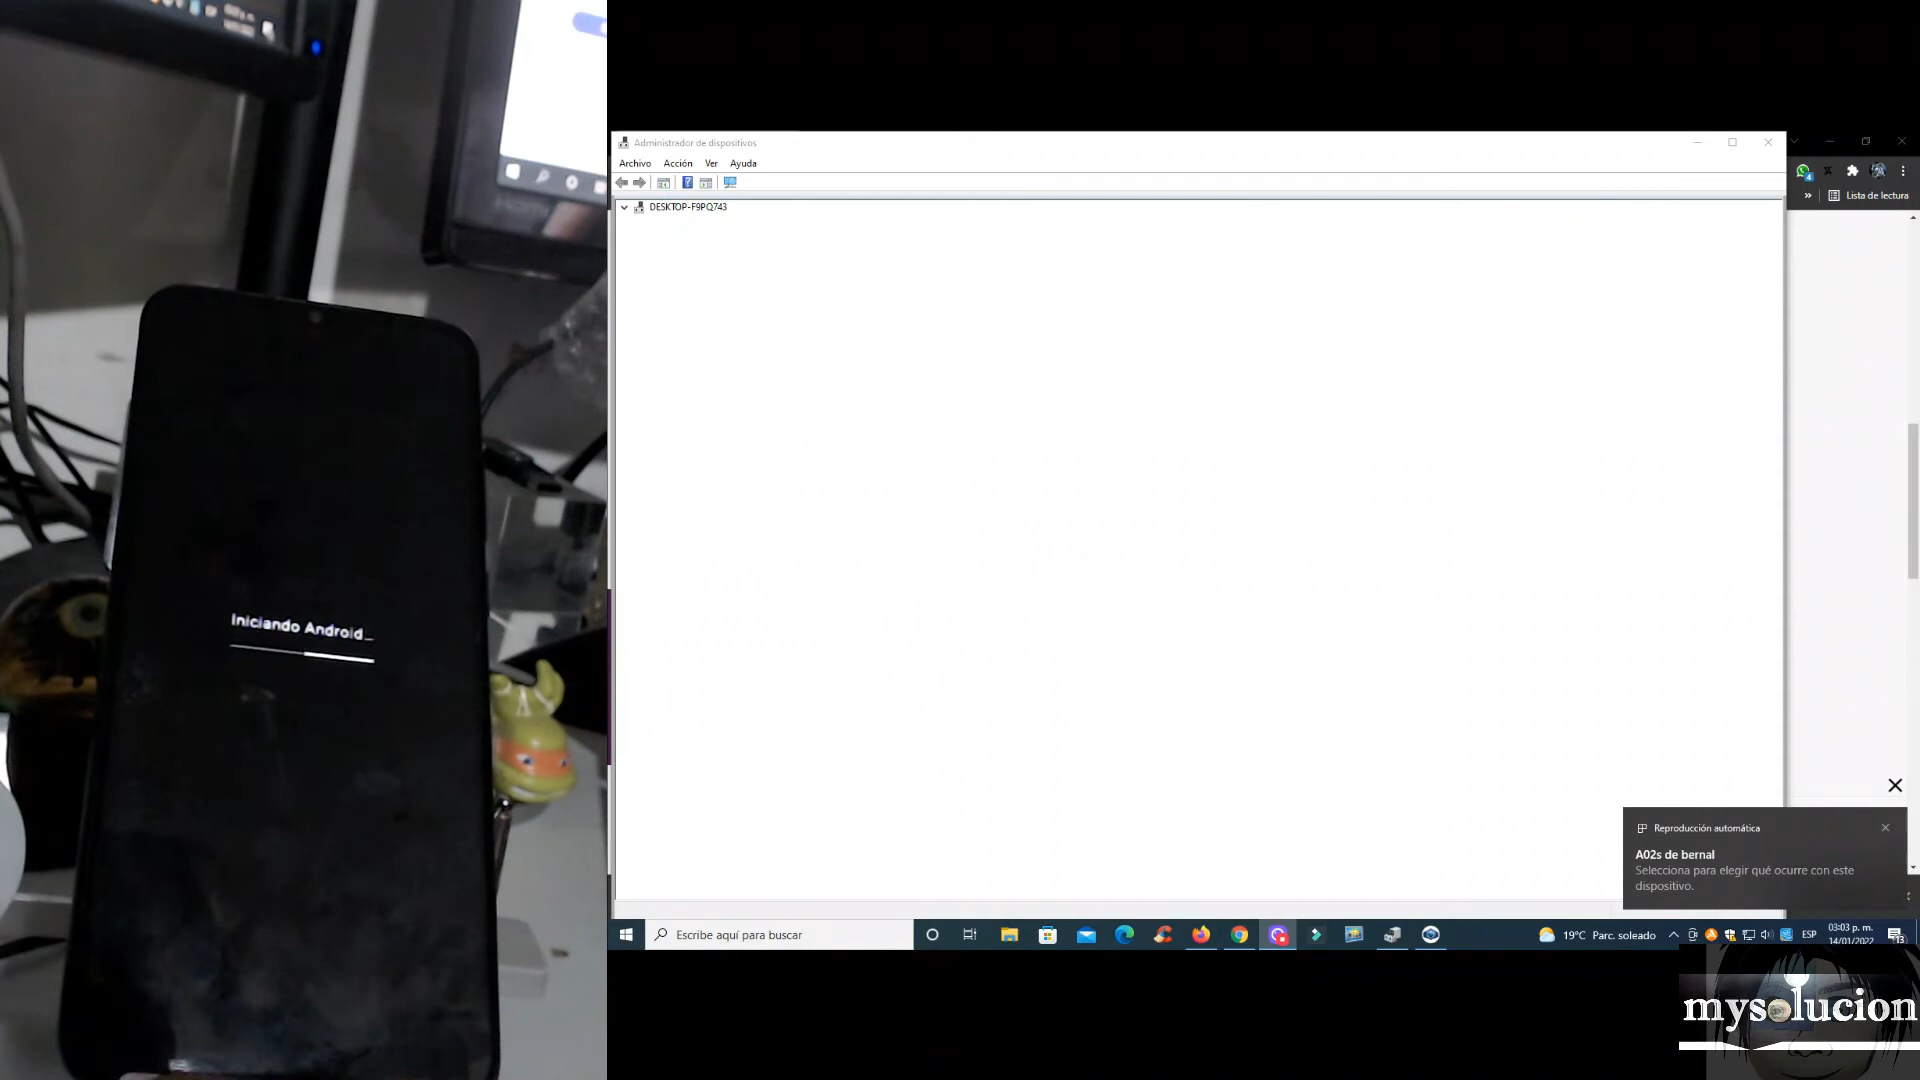 Iniciando Android_
Administrador de dispositivos
Archivo Acción Ver Ayuda
DESKTOP-F9PQ743
4
» Lista de lectura
Reproducción automática
A02s de bernal
Selecciona para elegir qué ocurre con este
dispositivo.
Escribe aquí para buscar
19°C Parc. soleado
ESP
03:03 p. m.
14/01/2022
13
mysolucion